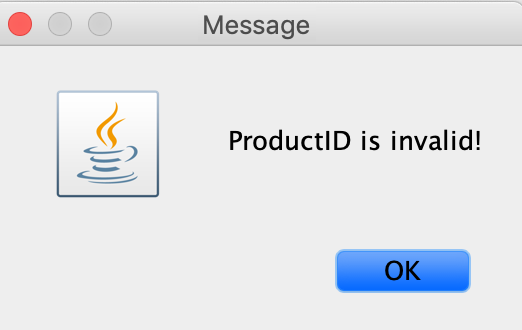 Message
ProductID is invalid!
OK